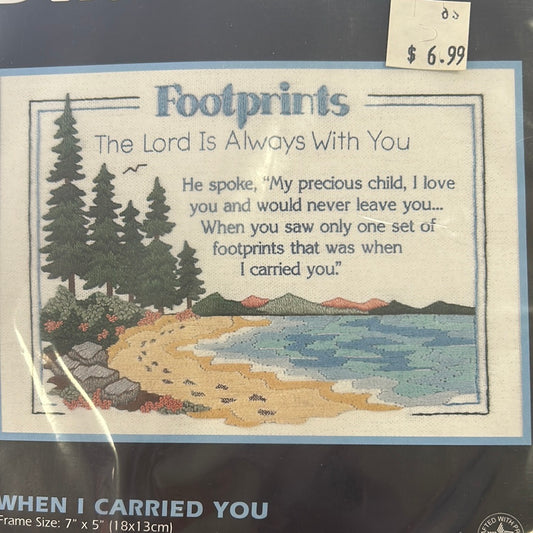 $ 6.99
Footprints
The Lord Is Always With You
He spoke, "My precious child, I love
you and would never leave you...
When you saw only one set of
footprints that was when
I carried you."
WHEN I CARRIED YOU
Frame Size: 7" x 5" (18x13cm)